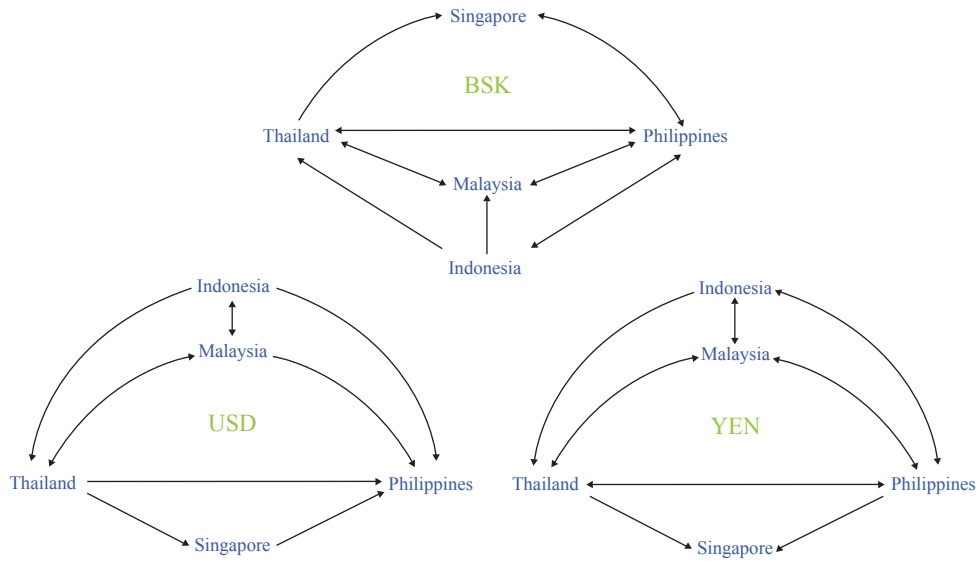 Singapore
BSK
Thailand
Philippines
Malaysia
Indonesia
Indonesia
Malaysia
USD
Thailand
Philippines
Singapore
Indonesia
Malaysia
YEN
Thailand
Philippines
Singapore